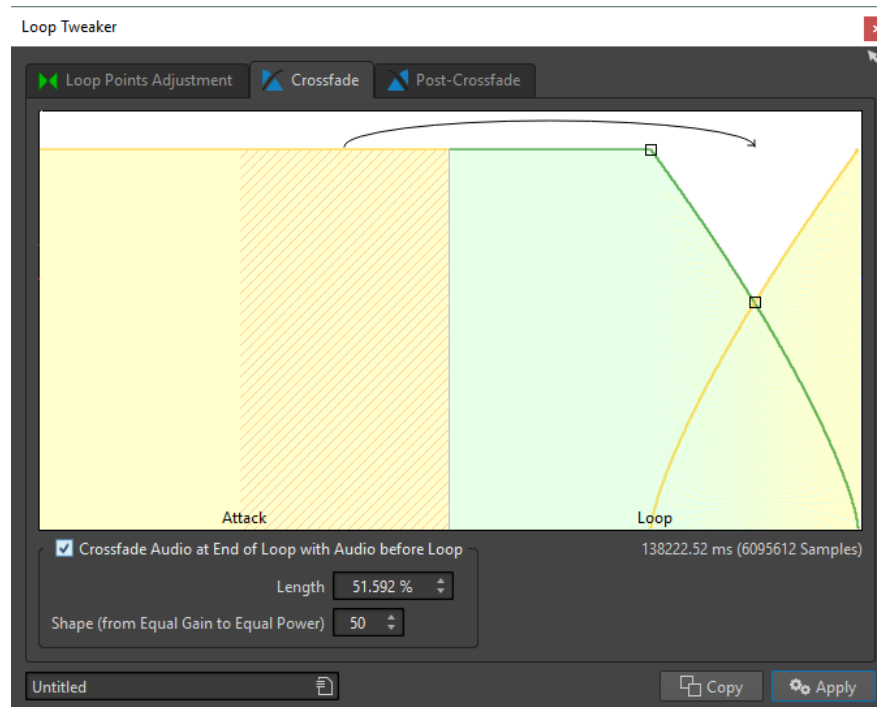 Loop Tweaker
Loop Points Adjustment Crossfade Post-Crossfade
Attack Loop
Crossfade Audio at End of Loop with Audio before Loop 138222.52 ms (6095612 Samples)
Length 51.592 %
Shape (from Equal Gain to Equal Power) 50
Untitled Copy Apply